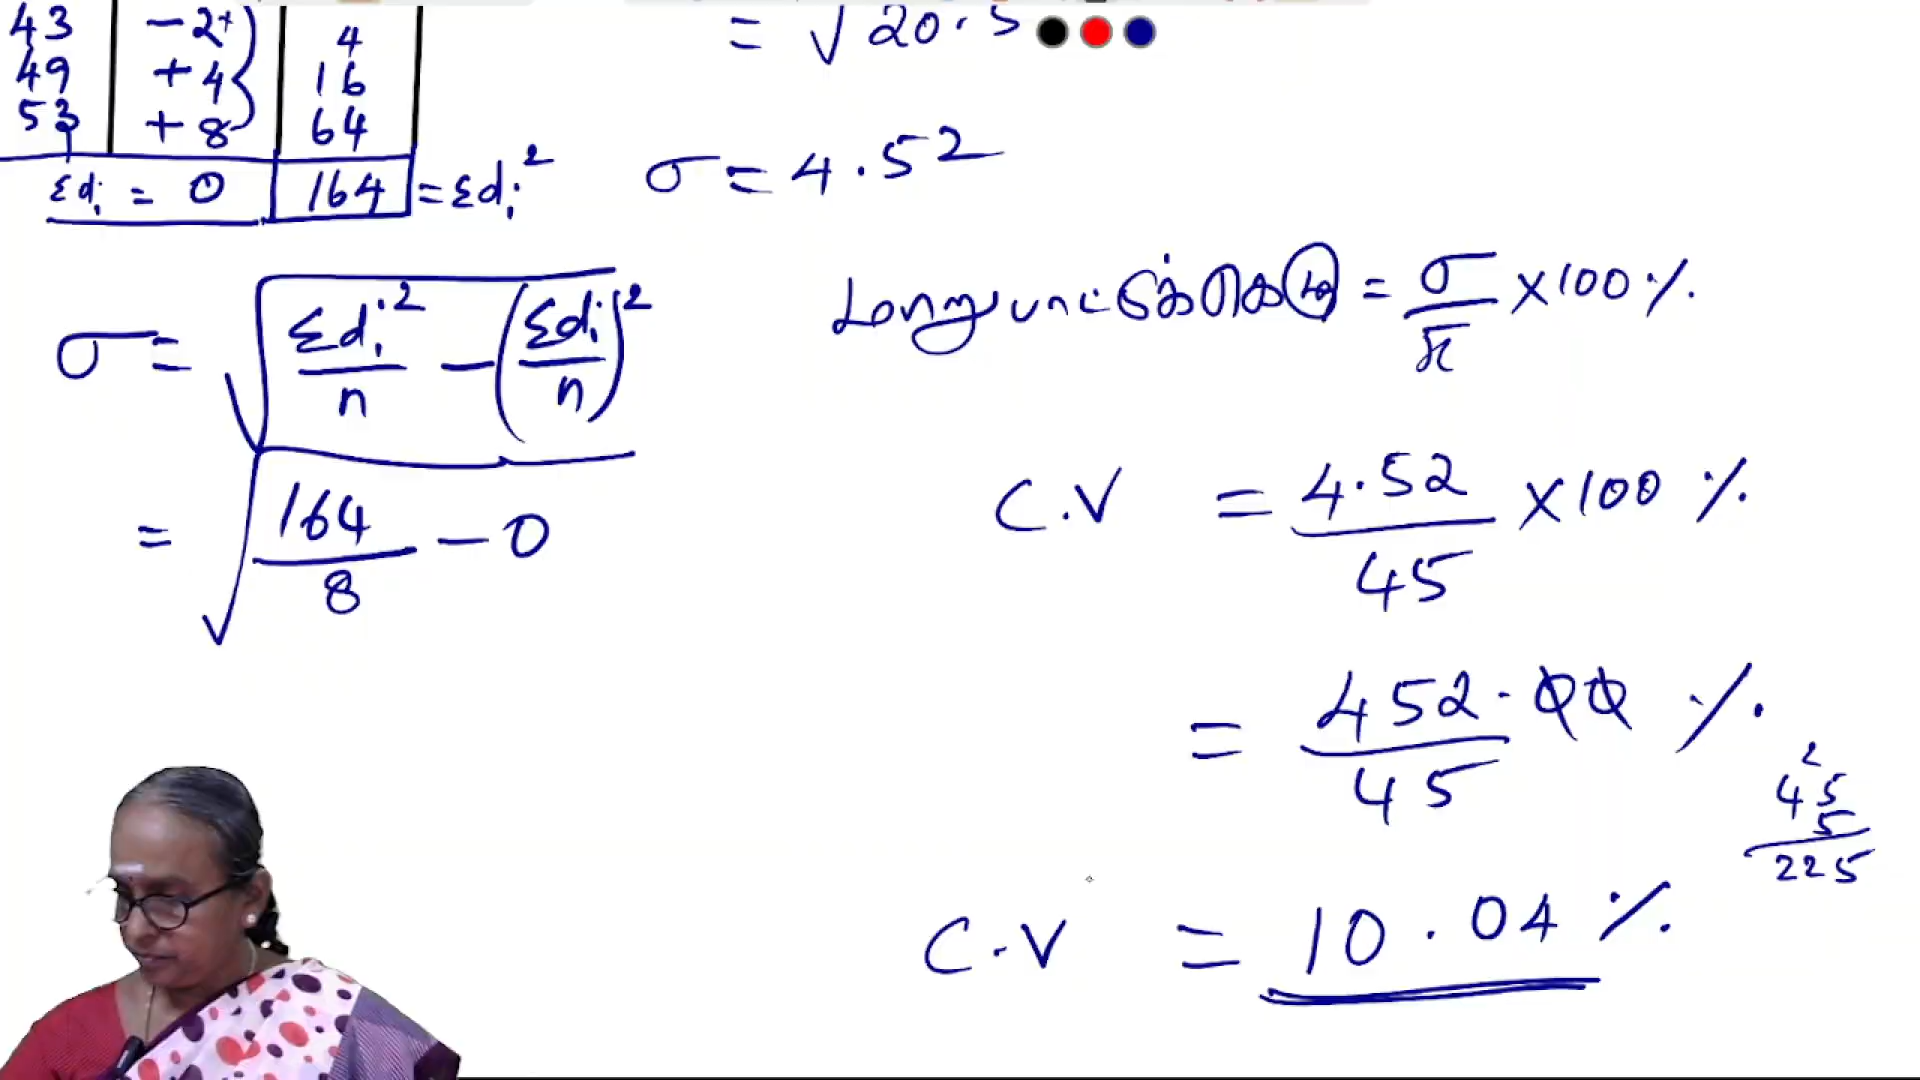 43 | -2 | 4
49 | +4 | 16
53 | +8 | 64
Σdᵢ = 0 | 164 = Σdᵢ²
σ = √(Σdᵢ²/n - (Σdᵢ/n)²)
= √(164/8 - 0)
= √20.5
σ = 4.52
மாறுபாட்டுக்கெழு = σ/x̄ × 100 %
C.V = 4.52/45 × 100 %
= 452.00/45 %
2
45
5
225
C.V = 10.04 %